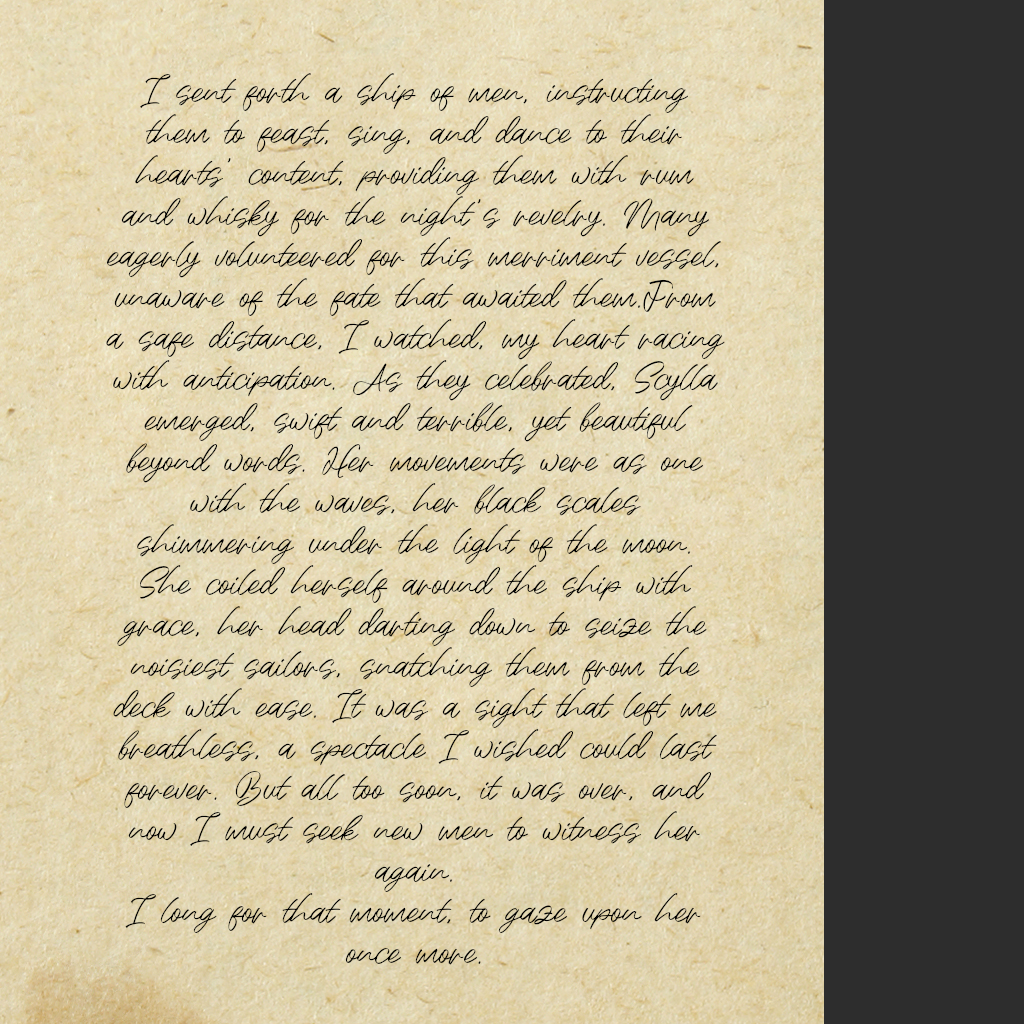 I sent forth a ship of men, instructing
them to feast, sing, and dance to their
hearts' content, providing them with rum
and whisky for the night's revelry. Many
eagerly volunteered for this merriment vessel,
unaware of the fate that awaited them.From
a safe distance, I watched, my heart racing
with anticipation. As they celebrated, Scylla
emerged, swift and terrible, yet beautiful
beyond words. Her movements were as one
with the waves, her black scales
shimmering under the light of the moon.
She coiled herself around the ship with
grace, her head darting down to seize the
noisiest sailors, snatching them from the
deck with ease. It was a sight that left me
breathless, a spectacle I wished could last
forever. But all too soon, it was over, and
now I must seek new men to witness her
again.
I long for that moment, to gaze upon her
once more.